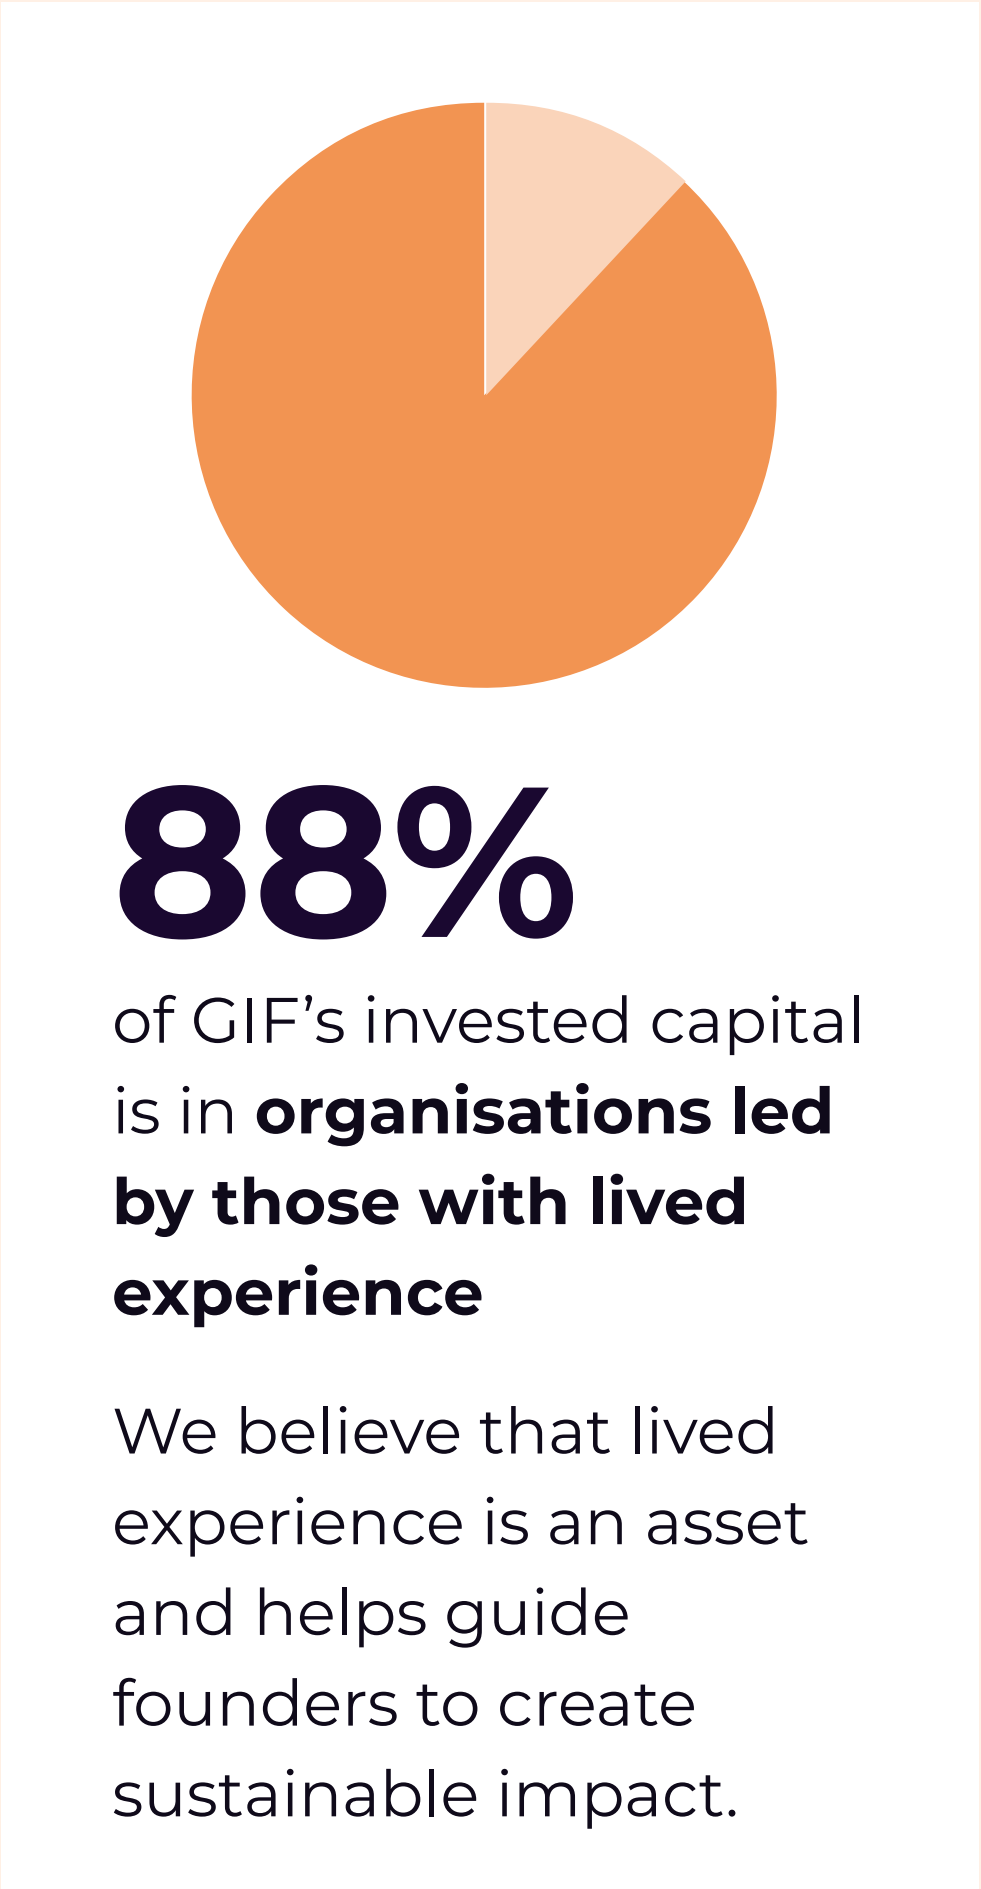 88%
of GIF’s invested capital
is in organisations led
by those with lived
experience
We believe that lived
experience is an asset
and helps guide
founders to create
sustainable impact.